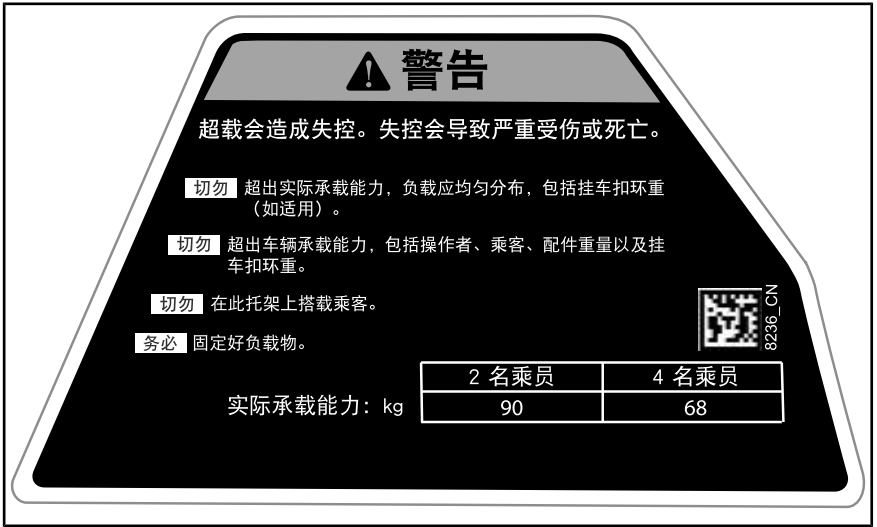 警告
超载会造成失控。失控会导致严重受伤或死亡。
切勿 超出实际承载能力，负载应均匀分布，包括挂车扣环重
（如适用）。
切勿 超出车辆承载能力，包括操作者、乘客、配件重量以及挂
车扣环重。
切勿 在此托架上搭载乘客。
务必 固定好负载物。
8236_CN
2 名乘员 4 名乘员
实际承载能力：kg 90 68